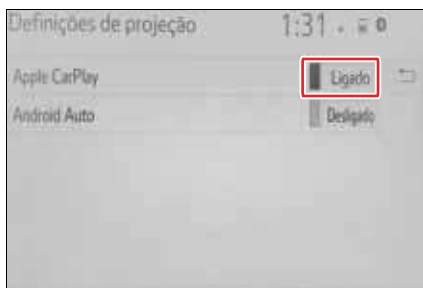 Definições de projeção 1:31
Apple CarPlay Ligado
Android Auto Desligado